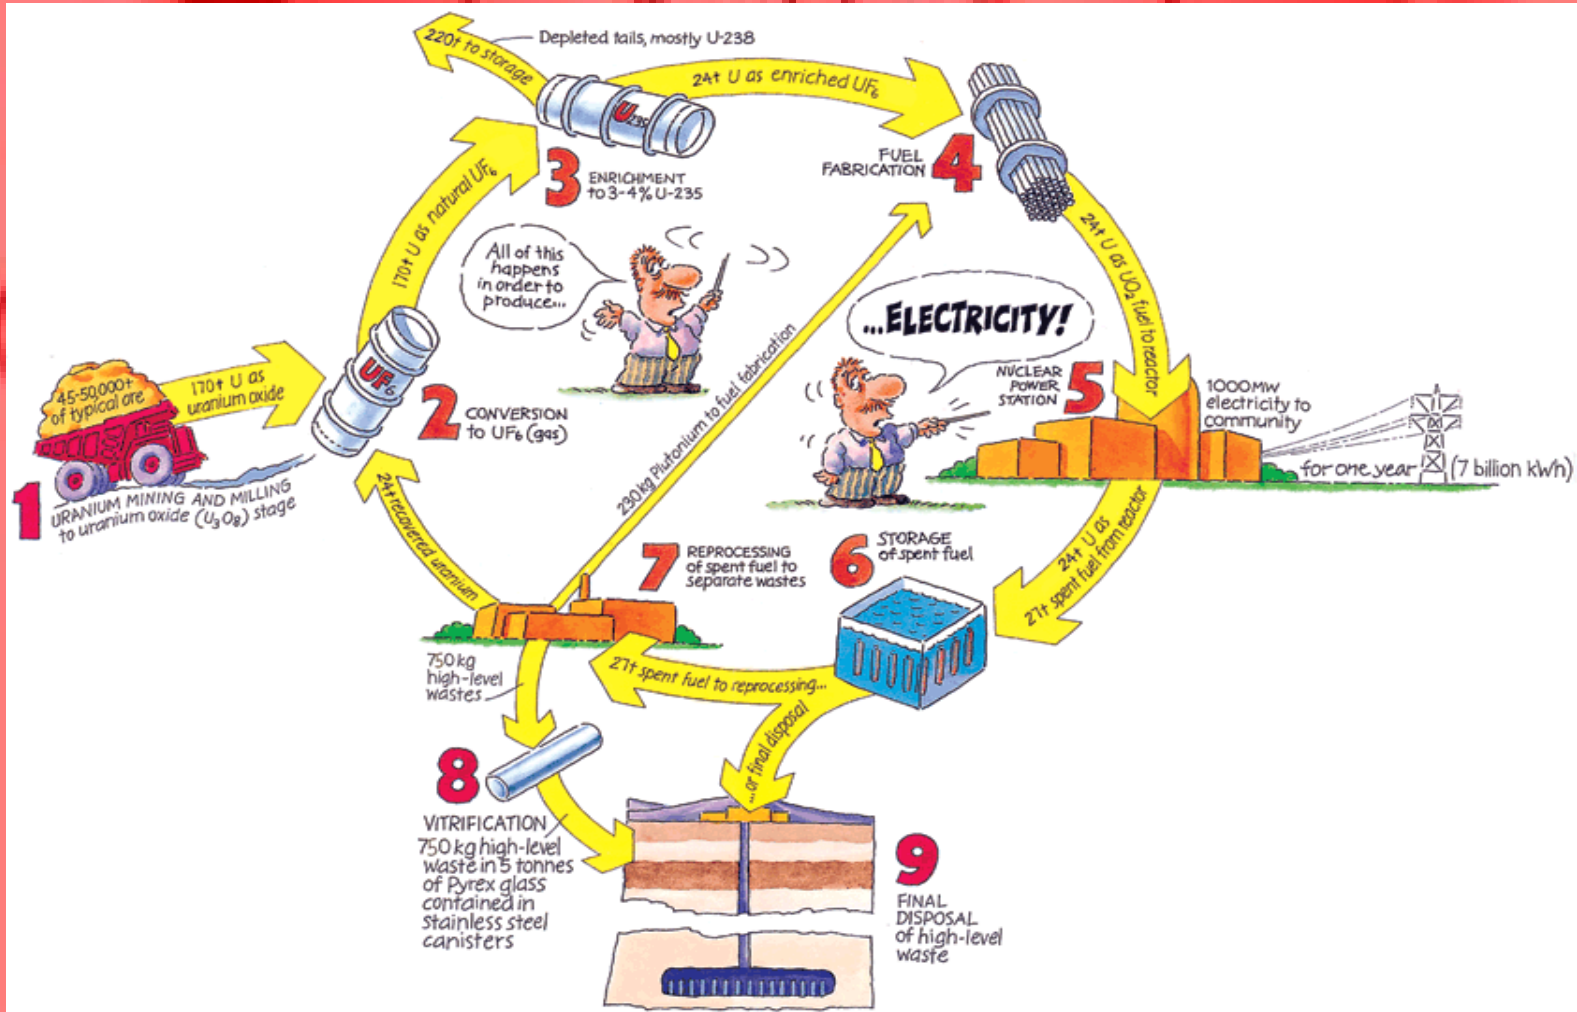 1
45-50,000t
of typical ore
URANIUM MINING AND MILLING
to uranium oxide (U₃O₈) stage
170t U as
uranium oxide
UF₆
2
CONVERSION
to UF₆ (gas)
170t U as natural UF₆
U235
3
ENRICHMENT
to 3-4% U-235
220t to storage
Depleted tails, mostly U-238
24t U as enriched UF₆
4
FUEL
FABRICATION
24t U as UO₂ fuel to reactor
All of this
happens
in order to
produce...
...ELECTRICITY!
5
NUCLEAR
POWER
STATION
1000MW
electricity to
community
for one year
(7 billion kWh)
24t U as
27t spent fuel from reactor
6
STORAGE
of spent fuel
27t spent fuel to reprocessing...
...or final disposal
7
REPROCESSING
of spent fuel to
separate wastes
24t recovered uranium
230kg Plutonium to fuel fabrication
750kg
high-level
wastes
8
VITRIFICATION
750kg high-level
waste in 5 tonnes
of Pyrex glass
contained in
stainless steel
canisters
9
FINAL
DISPOSAL
of high-level
waste